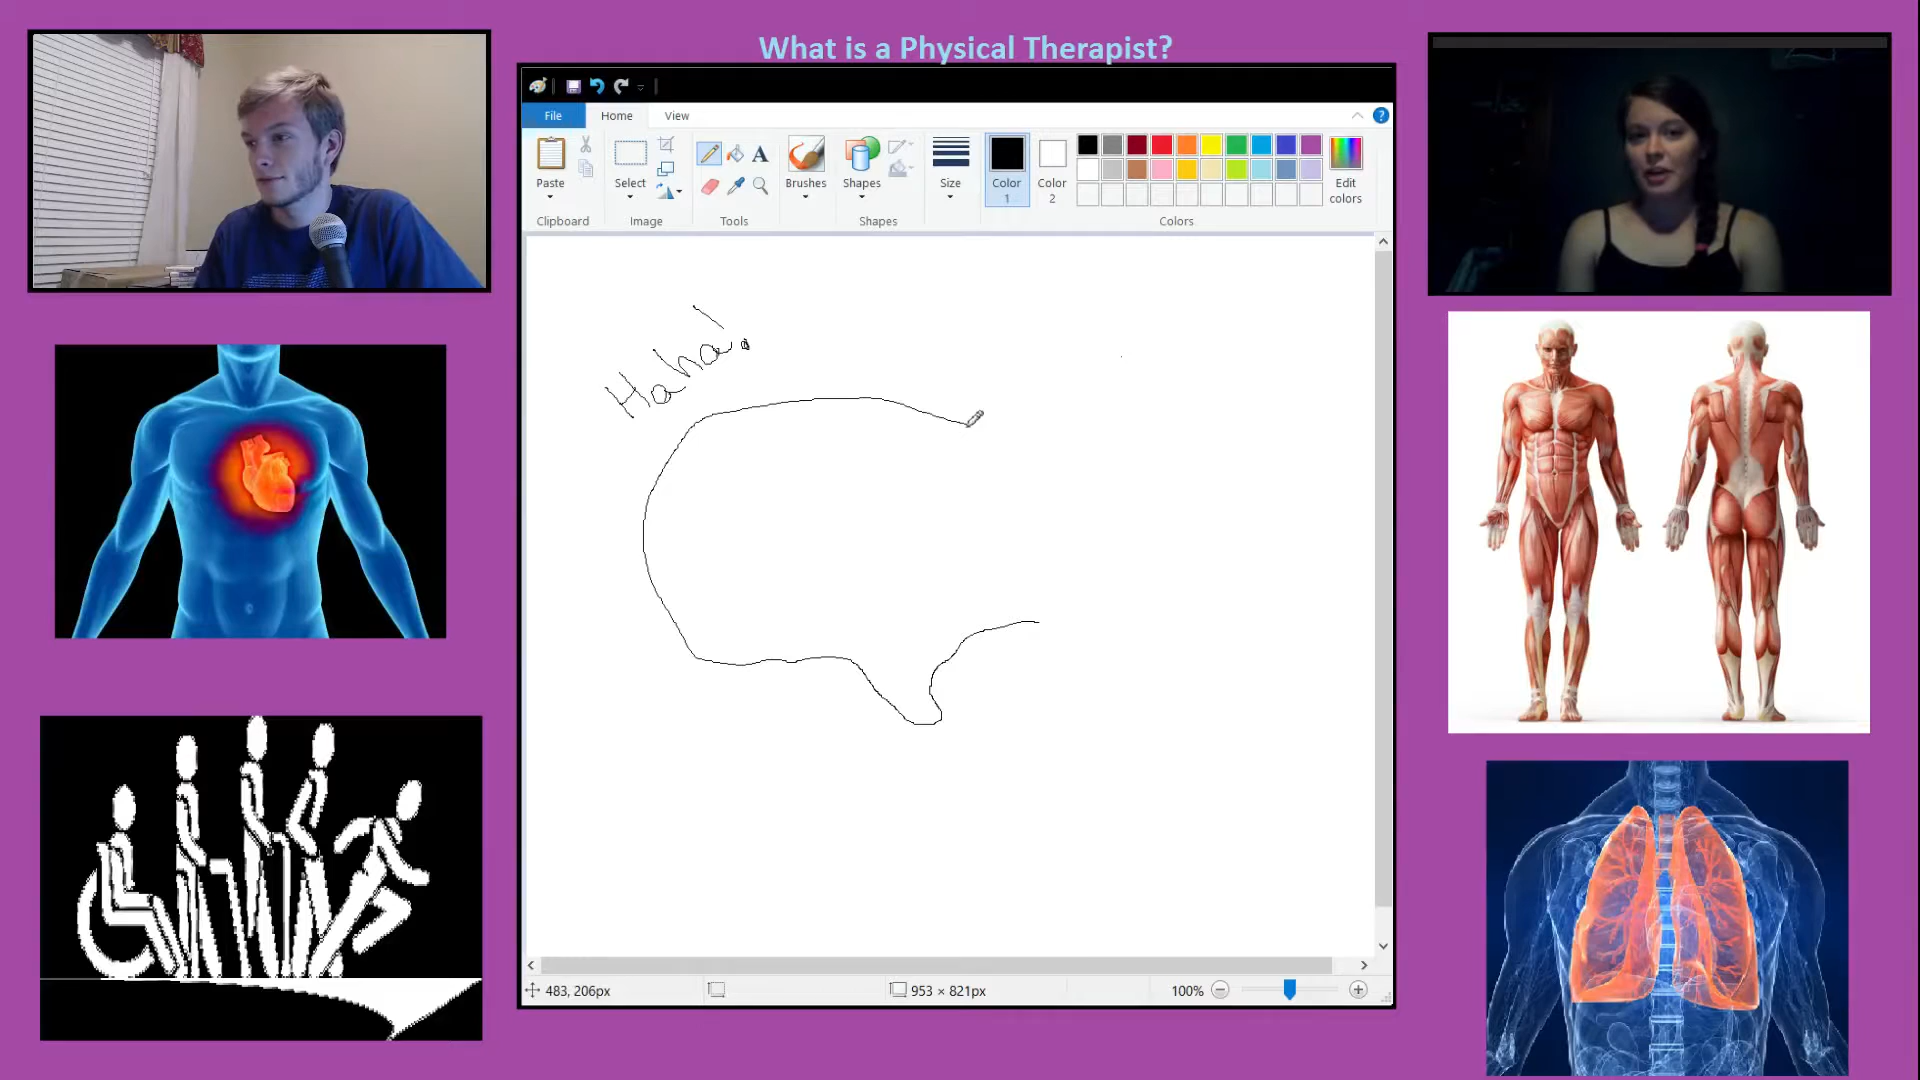 What is a Physical Therapist?
File Home View
Paste
Select
Brushes
Shapes
Size
Color 1
Color 2
Edit colors
Clipboard
Image
Tools
Shapes
Colors
Haha!
483, 206px
953 × 821px
100%